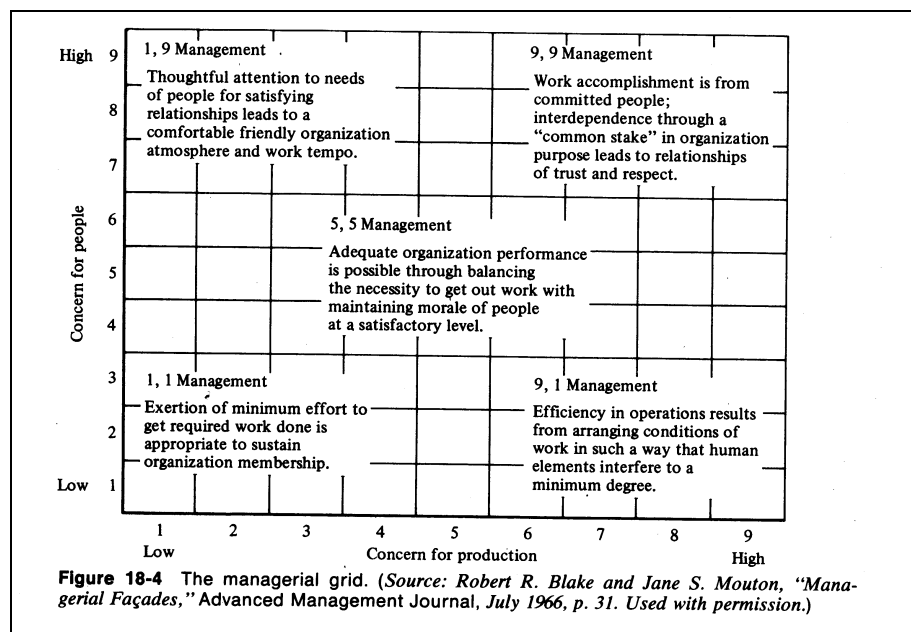 High 9
1, 9 Management
Thoughtful attention to needs
of people for satisfying
relationships leads to a
comfortable friendly organization
atmosphere and work tempo.
9, 9 Management
Work accomplishment is from
committed people;
interdependence through a
“common stake” in organization
purpose leads to relationships
of trust and respect.
8
7
6
5
4
Concern for people
5, 5 Management
Adequate organization performance
is possible through balancing
the necessity to get out work with
maintaining morale of people
at a satisfactory level.
3
2
Low 1
1, 1 Management
Exertion of minimum effort to
get required work done is
appropriate to sustain
organization membership.
9, 1 Management
Efficiency in operations results
from arranging conditions of
work in such a way that human
elements interfere to a
minimum degree.
1 2 3 4 5 6 7 8 9
Low Concern for production High
Figure 18-4 The managerial grid. (Source: Robert R. Blake and Jane S. Mouton, “Mana-
gerial Façades,” Advanced Management Journal, July 1966, p. 31. Used with permission.)